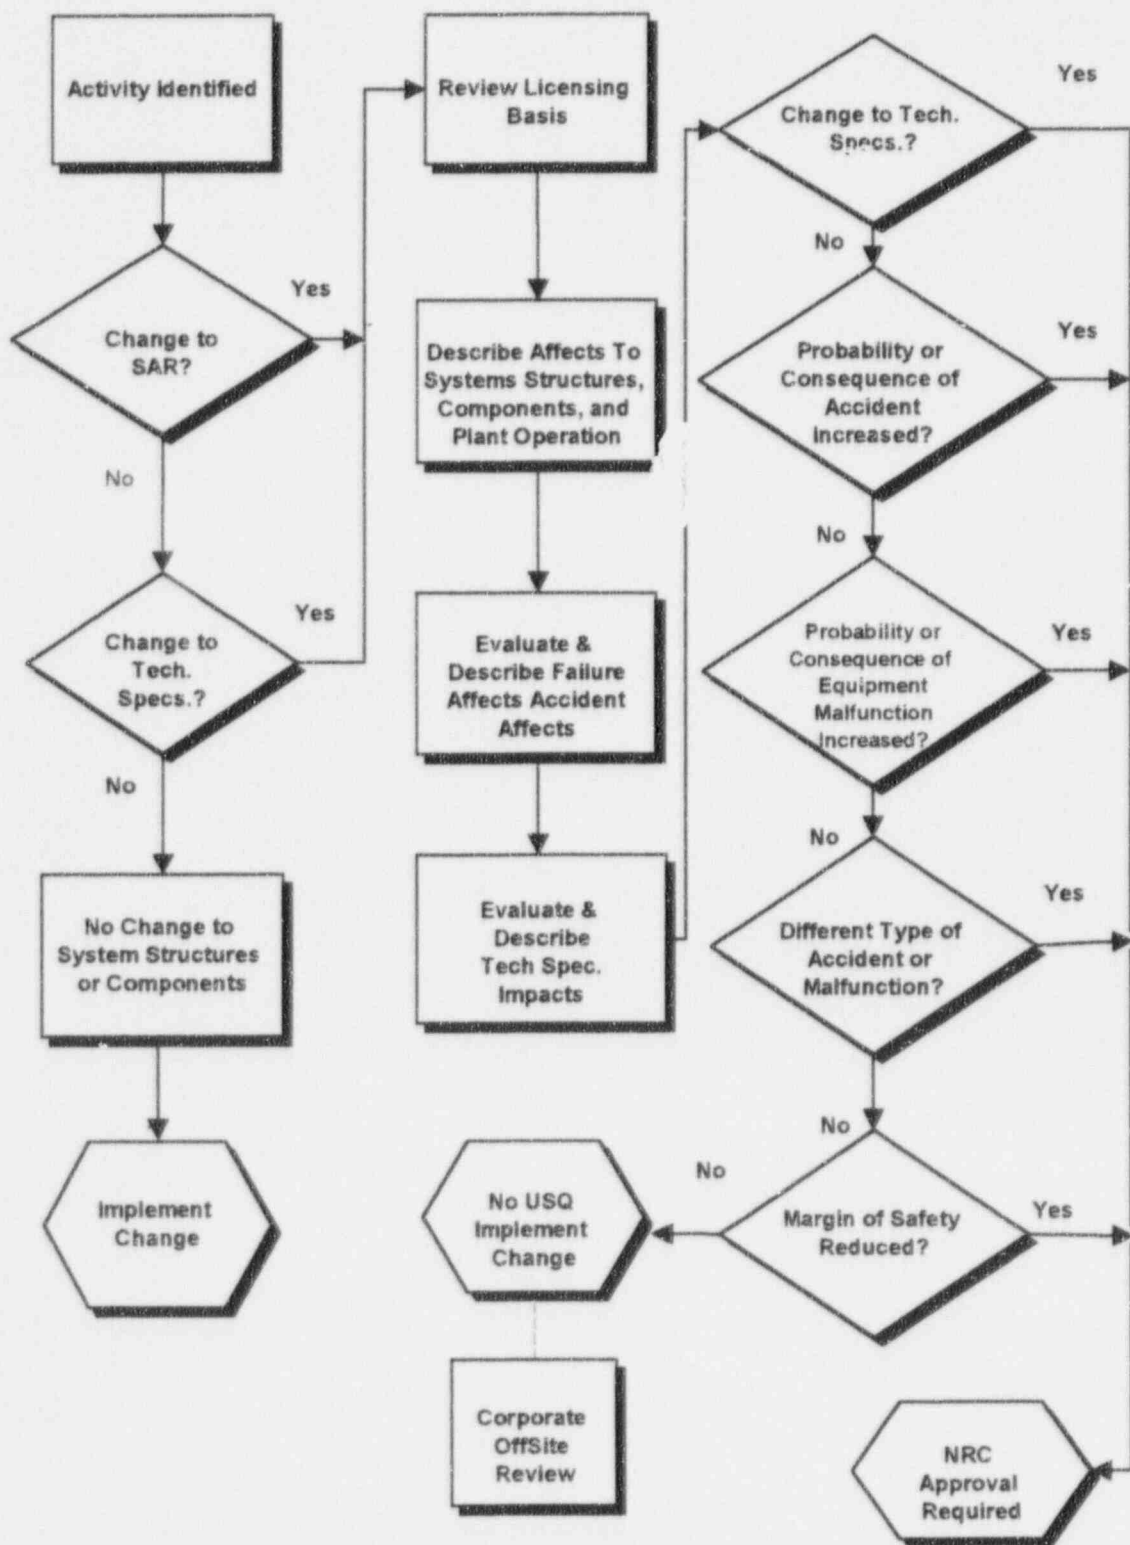 Activity Identified
Yes
Change to
SAR?
No
Yes
Change to
Tech.
Specs.?
No
No Change to
System Structures
or Components
Implement
Change
Review Licensing
Basis
Describe Affects To
Systems Structures,
Components, and
Plant Operation
Evaluate &
Describe Failure
Affects Accident
Affects
Evaluate &
Describe
Tech Spec.
Impacts
Yes
Change to Tech.
Specs.?
No
Yes
Probability or
Consequence of
Accident
Increased?
No
Yes
Probability or
Consequence of
Equipment
Malfunction
Increased?
No
Yes
Different Type of
Accident or
Malfunction?
No
No
Yes
Margin of Safety
Reduced?
No USQ
Implement
Change
Corporate
OffSite
Review
NRC
Approval
Required